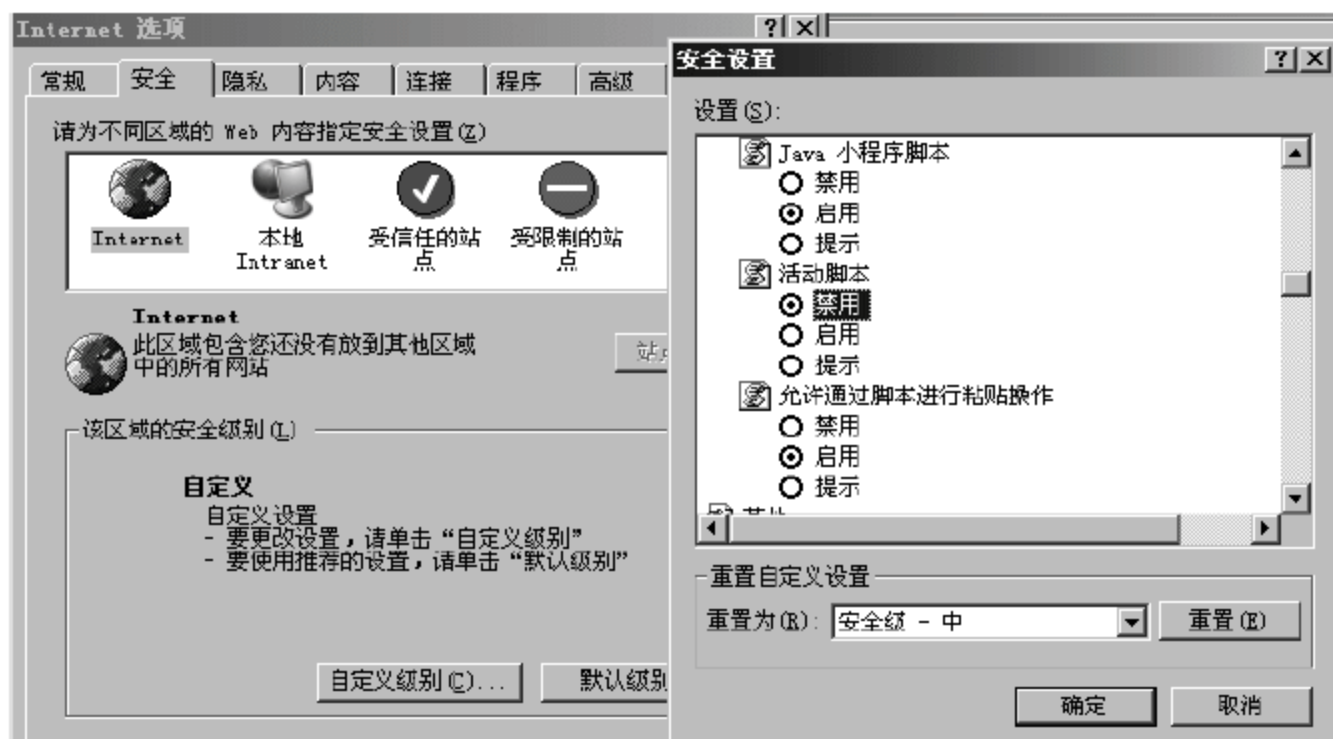 Internet 选项
常规 安全 隐私 内容 连接 程序 高级
请为不同区域的 Web 内容指定安全设置(Z)
Internet
本地
Intranet
受信任的站
点
受限制的站
点
Internet
此区域包含您还没有放到其他区域
中的所有网站
该区域的安全级别(L)
自定义
自定义设置
- 要更改设置，请单击“自定义级别”
- 要使用推荐的设置，请单击“默认级别”
自定义级别(C)...
默认级别
安全设置
设置(S):
Java 小程序脚本
禁用
启用
提示
活动脚本
禁用
启用
提示
允许通过脚本进行粘贴操作
禁用
启用
提示
重置自定义设置
重置为(R):
安全级 - 中
重置(E)
确定
取消